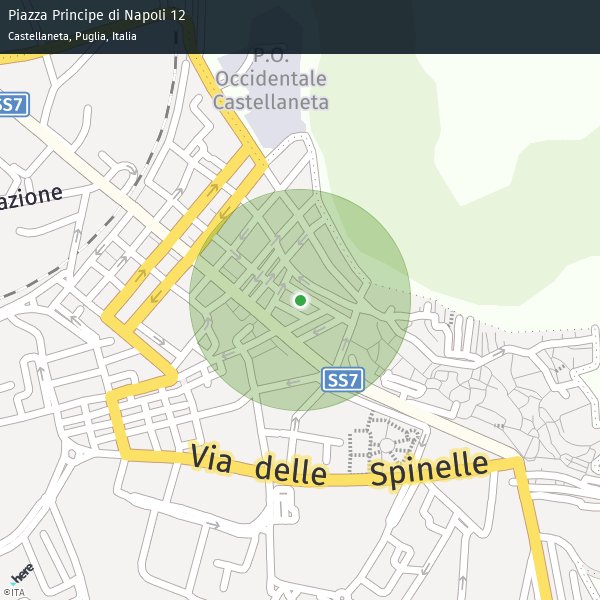 Piazza Principe di Napoli 12
Castellaneta, Puglia, Italia
P.O.
Occidentale
Castellaneta
SS7
azione
SS7
Via delle Spinelle
here
©ITA